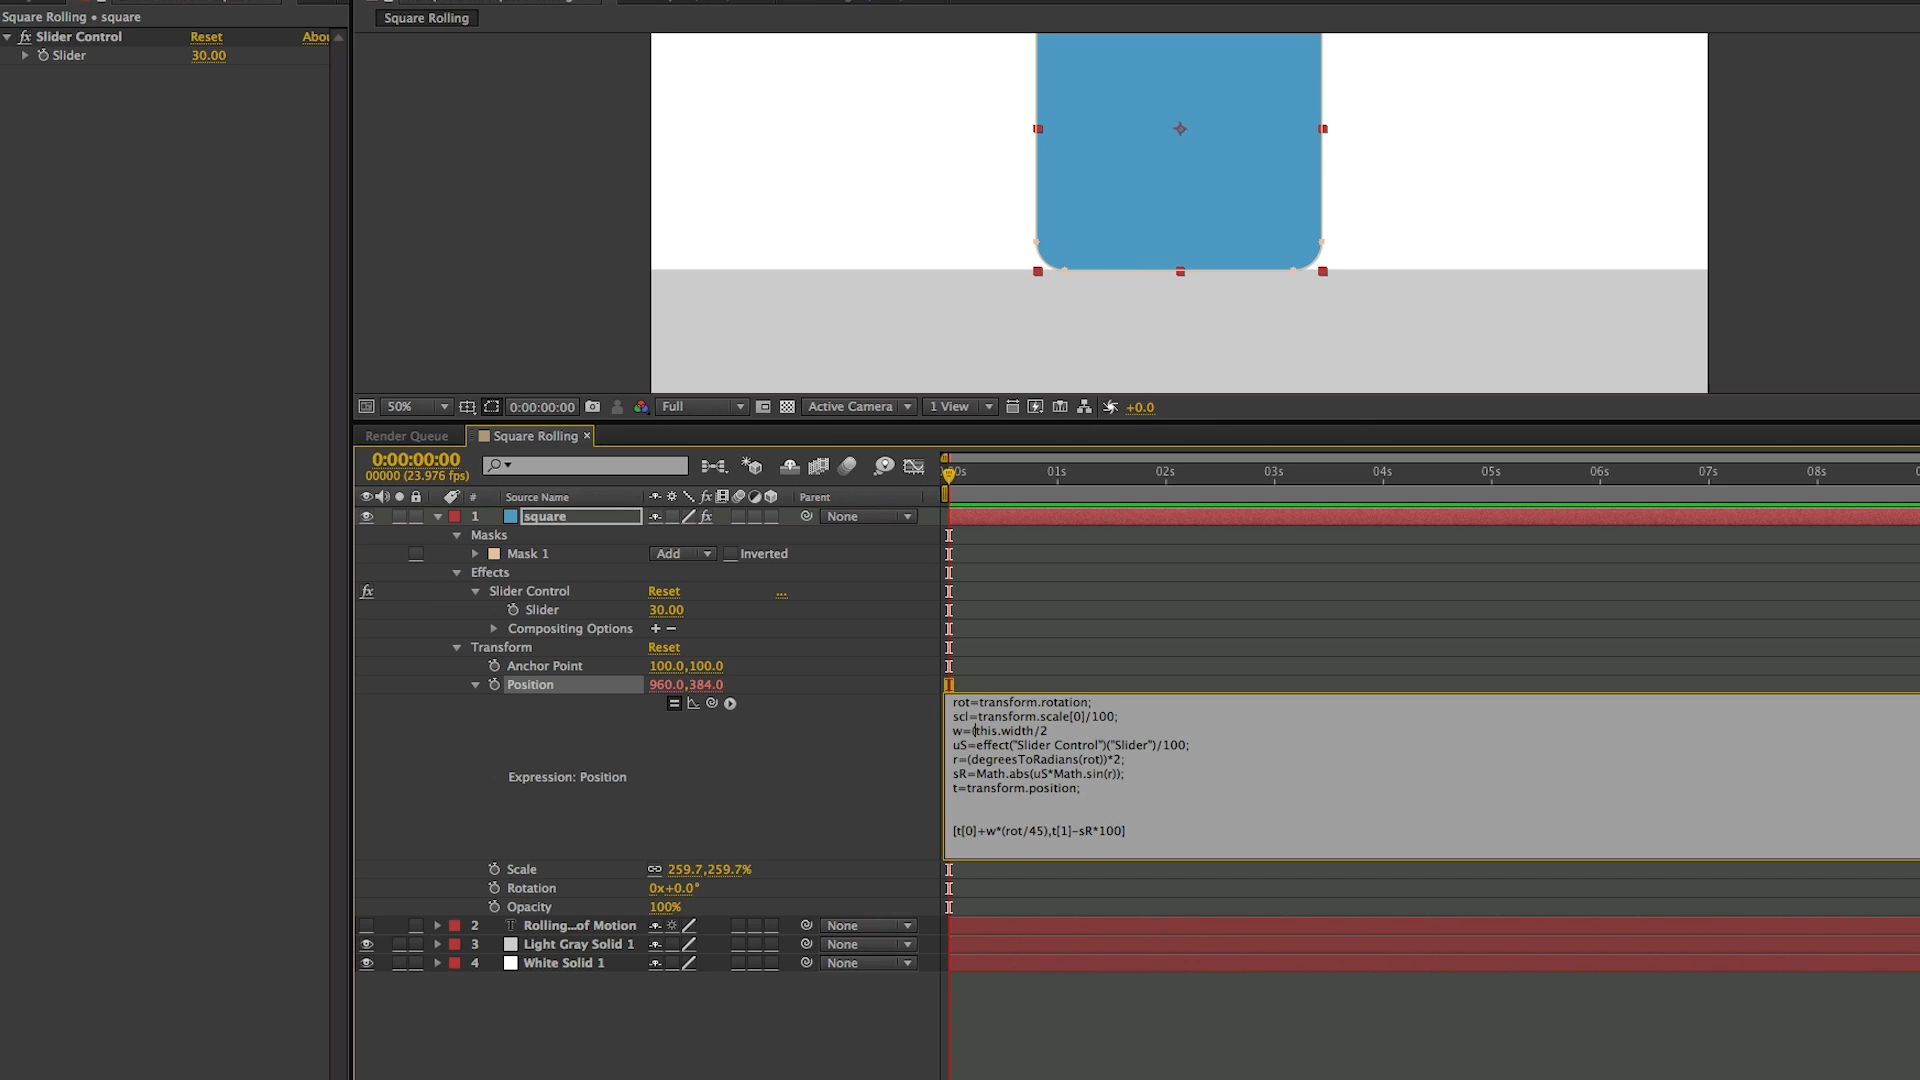 Square Rolling • square
fx Slider Control Reset Abou
Slider 30.00
Square Rolling
50% 0:00:00:00 Full Active Camera 1 View +0.0
Render Queue Square Rolling ×
0:00:00:00
00000 (23.976 fps)
00s 01s 02s 03s 04s 05s 06s 07s 08s
# Source Name fx Parent
1 square fx None
Masks
Mask 1 Add Inverted
Effects
fx Slider Control Reset ...
Slider 30.00
Compositing Options + −
Transform Reset
Anchor Point 100.0,100.0
Position 960.0,384.0
rot=transform.rotation;
scl=transform.scale[0]/100;
w=(this.width/2
uS=effect("Slider Control")("Slider")/100;
r=(degreesToRadians(rot))*2;
sR=Math.abs(uS*Math.sin(r));
t=transform.position;
[t[0]+w*(rot/45),t[1]-sR*100]
Expression: Position
Scale 259.7,259.7%
Rotation 0x+0.0°
Opacity 100%
2 T Rolling...of Motion None
3 Light Gray Solid 1 None
4 White Solid 1 None